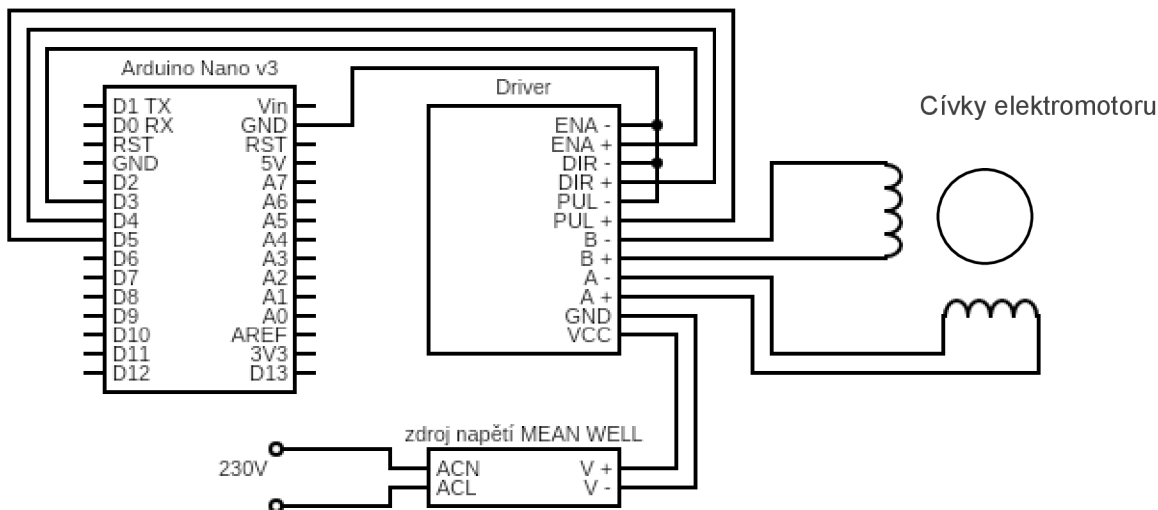 Arduino Nano v3
D1 TX
D0 RX
RST
GND
D2
D3
D4
D5
D6
D7
D8
D9
D10
D11
D12
Vin
GND
RST
5V
A7
A6
A5
A4
A3
A2
A1
A0
AREF
3V3
D13
Driver
ENA -
ENA +
DIR -
DIR +
PUL -
PUL +
B -
B +
A -
A +
GND
VCC
Cívky elektromotoru
zdroj napětí MEAN WELL
230V
ACN
ACL
V +
V -